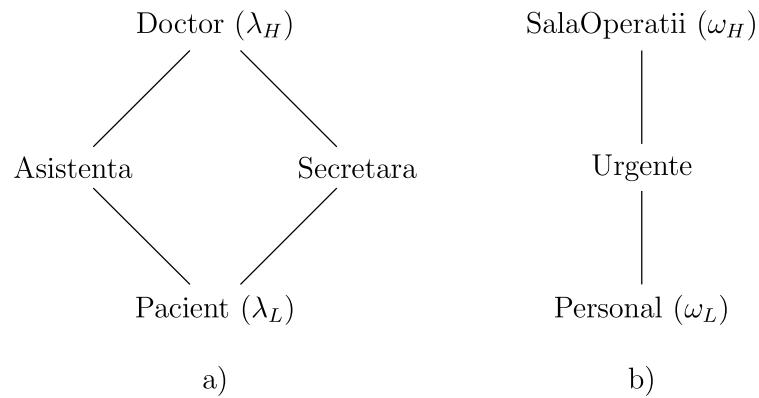 Doctor (λ_H)
Asistenta
Secretara
Pacient (λ_L)
a)
SalaOperatii (ω_H)
Urgente
Personal (ω_L)
b)